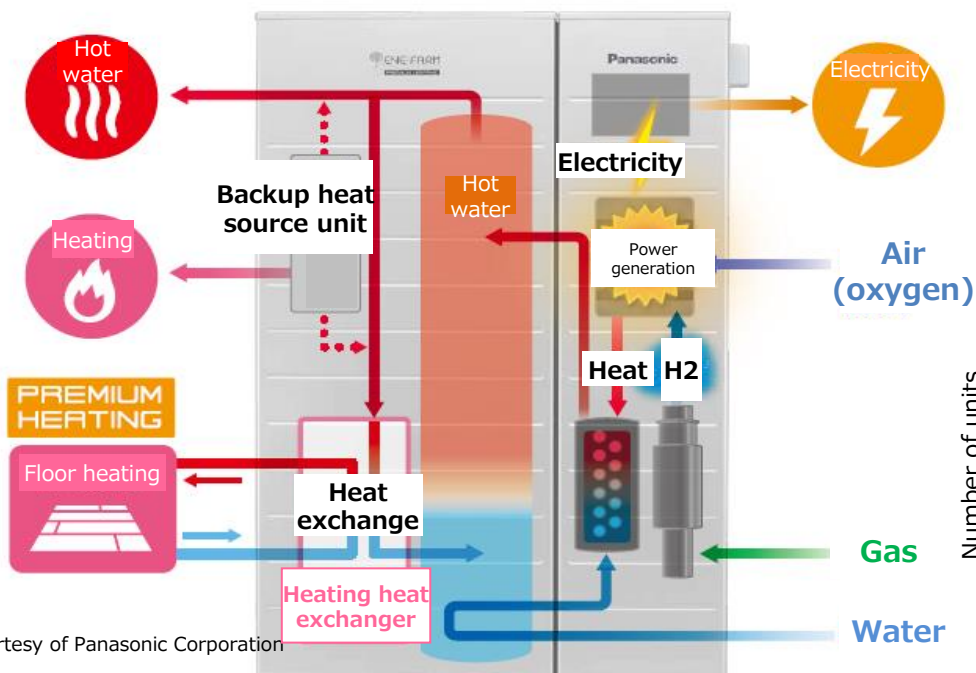 Hot
water
ENE·FARM
PREMIUM HEATING
Panasonic
Electricity
Electricity
Backup heat
source unit
Hot
water
Heating
Power
generation
Air
(oxygen)
Heat
H2
PREMIUM
HEATING
Floor heating
Heat
exchange
Heating heat
exchanger
Gas
Water
Number of units
rtesy of Panasonic Corporation